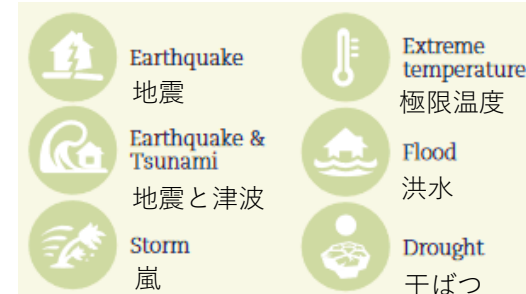 Earthquake
地震
Earthquake &
Tsunami
地震と津波
Storm
嵐
Extreme
temperature
極限温度
Flood
洪水
Drought
干ばつ